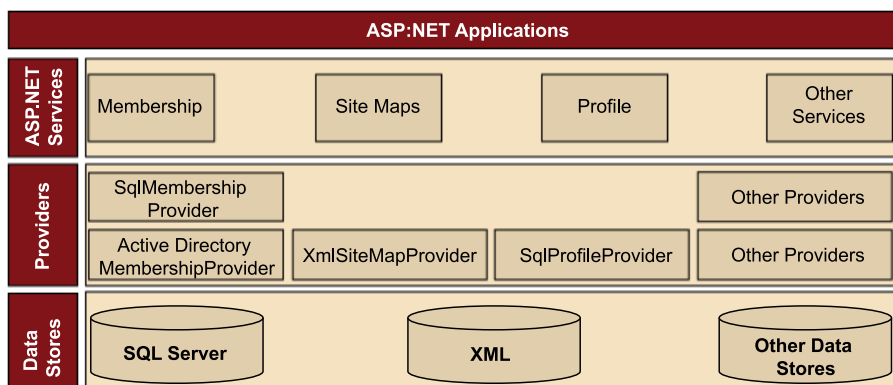 ASP:NET Applications
ASP.NET
Services
Membership
Site Maps
Profile
Other
Services
Providers
SqlMembership
Provider
Other Providers
Active Directory
MembershipProvider
XmlSiteMapProvider
SqlProfileProvider
Other Providers
Data
Stores
SQL Server
XML
Other Data
Stores